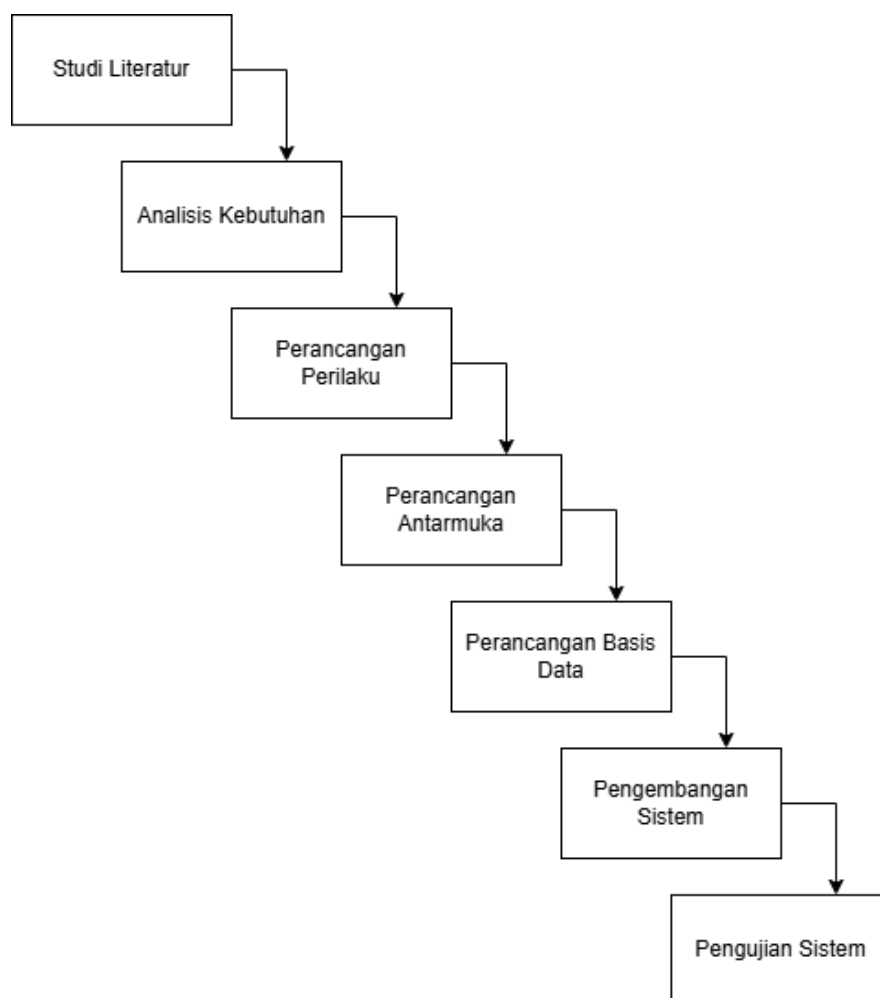 Studi Literatur
Analisis Kebutuhan
Perancangan
Perilaku
Perancangan
Antarmuka
Perancangan Basis
Data
Pengembangan
Sistem
Pengujian Sistem